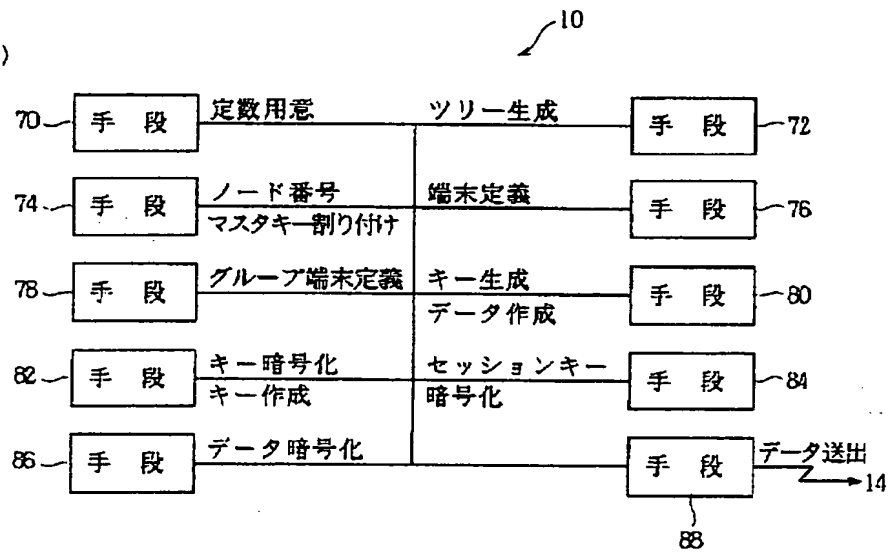 10
)
70 手段 定数用意 ツリー生成 手段 72
74 手段 ノード番号 端末定義 手段 76
マスタキー割り付け
78 手段 グループ端末定義 キー生成 手段 80
データ作成
82 手段 キー暗号化 セッションキー 手段 84
キー作成 暗号化
86 手段 データ暗号化 手段 データ送出
14
88